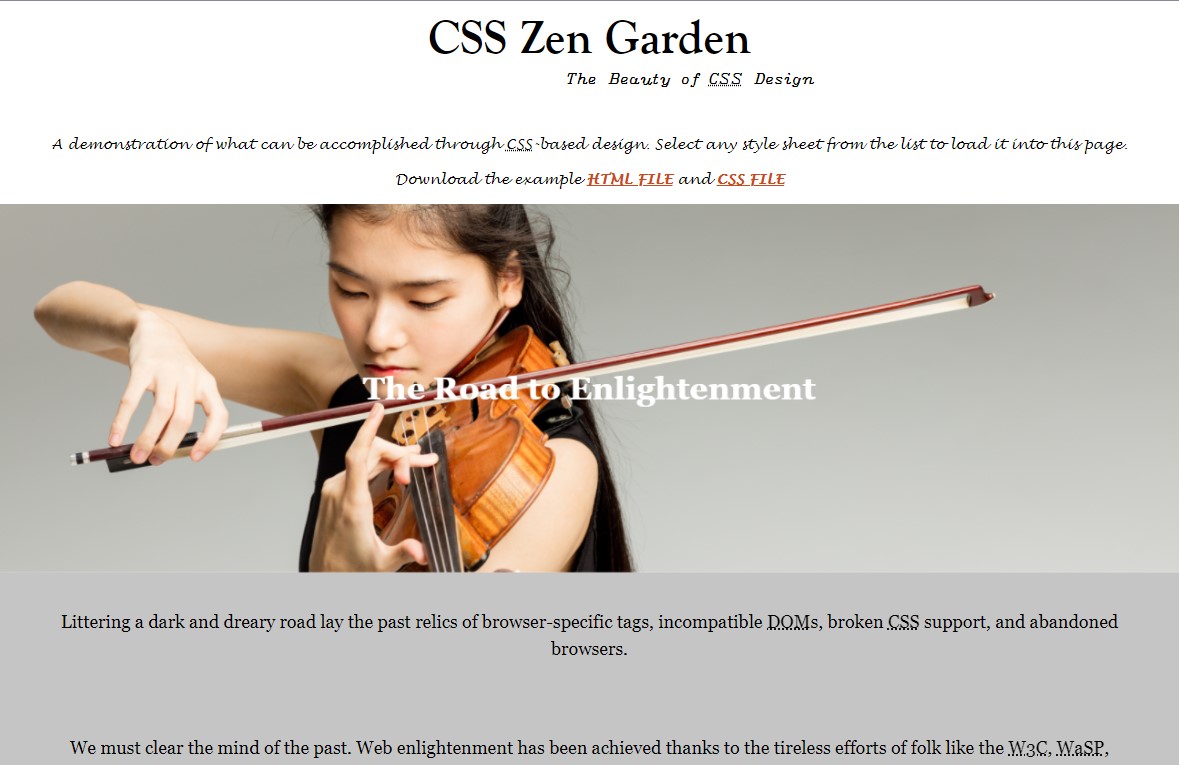 CSS Zen Garden
The Beauty of CSS Design
A demonstration of what can be accomplished through CSS-based design. Select any style sheet from the list to load it into this page.
Download the example HTML FILE and CSS FILE
The Road to Enlightenment
Littering a dark and dreary road lay the past relics of browser-specific tags, incompatible DOMs, broken CSS support, and abandoned
browsers.
We must clear the mind of the past. Web enlightenment has been achieved thanks to the tireless efforts of folk like the W3C, WaSP,